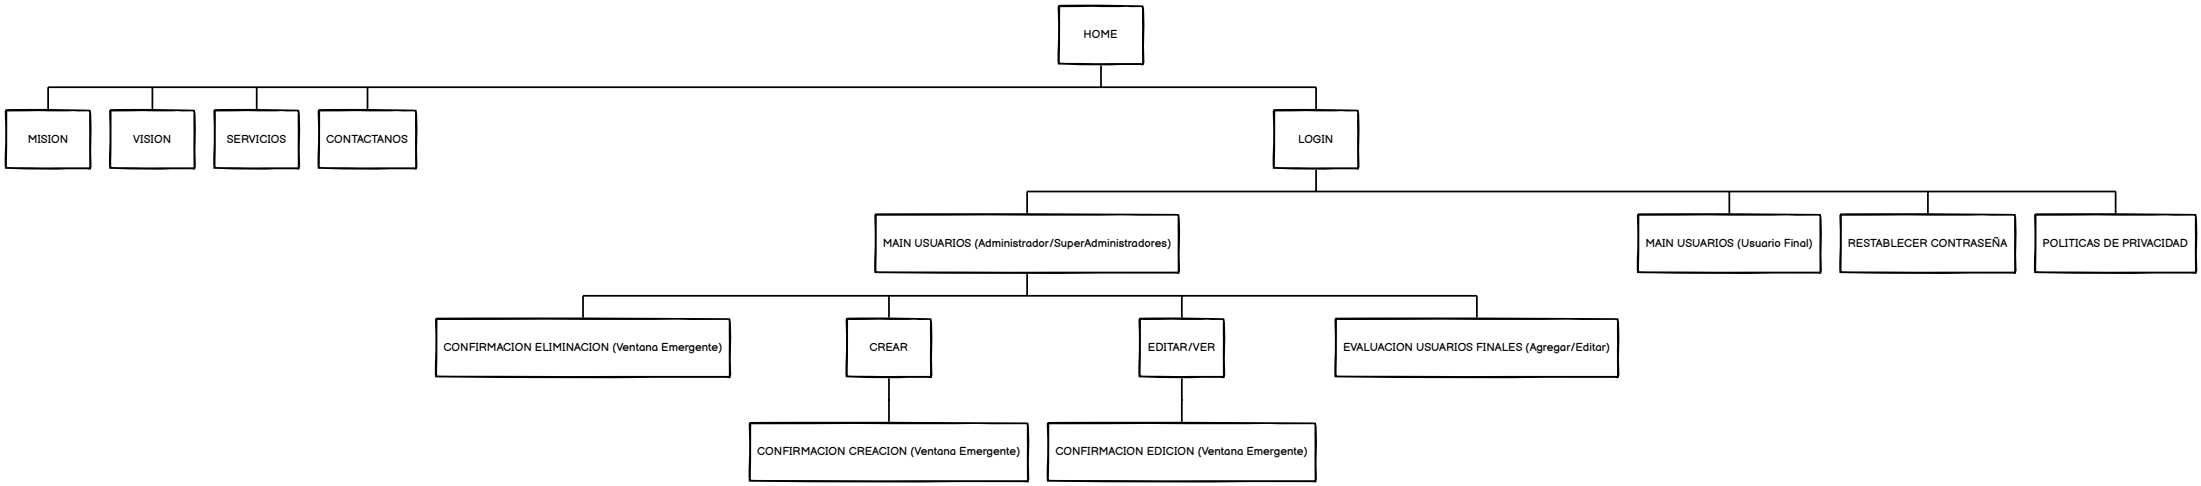 HOME
MISION
VISION
SERVICIOS
CONTACTANOS
LOGIN
MAIN USUARIOS (Administrador/SuperAdministradores)
MAIN USUARIOS (Usuario Final)
RESTABLECER CONTRASEÑA
POLITICAS DE PRIVACIDAD
CONFIRMACION ELIMINACION (Ventana Emergente)
CREAR
EDITAR/VER
EVALUACION USUARIOS FINALES (Agregar/Editar)
CONFIRMACION CREACION (Ventana Emergente)
CONFIRMACION EDICION (Ventana Emergente)